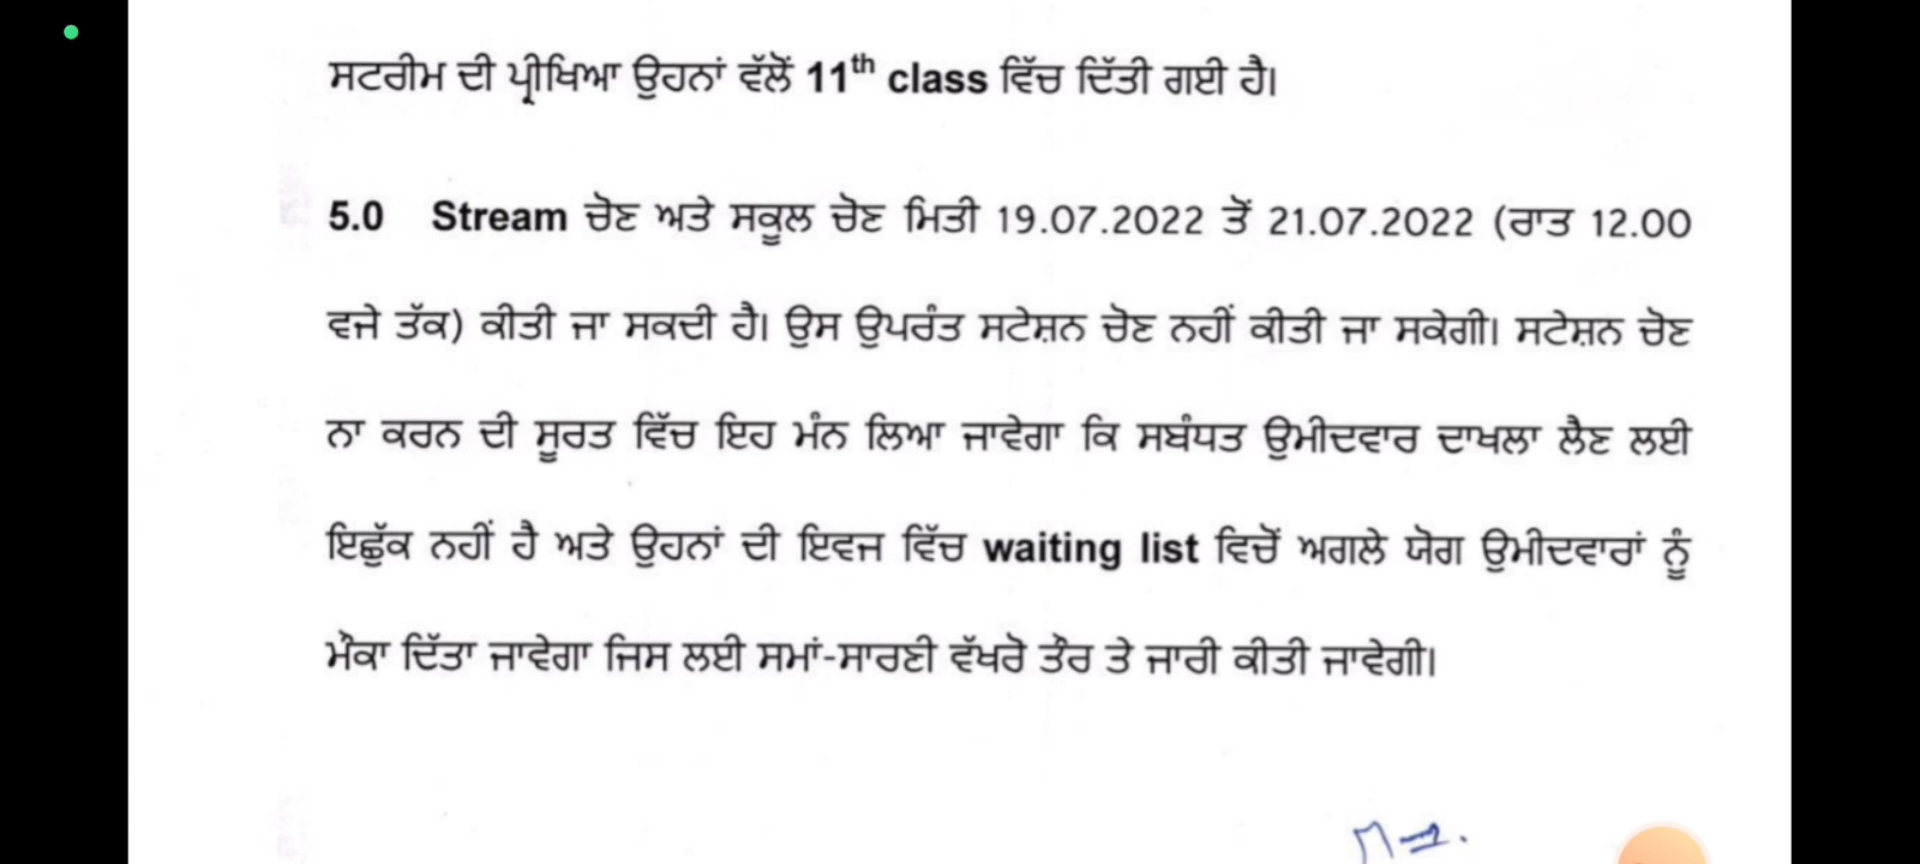 ਸਟਰੀਮ ਦੀ ਪ੍ਰੀਖਿਆ ਉਹਨਾਂ ਵੱਲੋਂ 11th class ਵਿੱਚ ਦਿੱਤੀ ਗਈ ਹੈ।
5.0 Stream ਚੋਣ ਅਤੇ ਸਕੂਲ ਚੋਣ ਮਿਤੀ 19.07.2022 ਤੋਂ 21.07.2022 (ਰਾਤ 12.00
ਵਜੇ ਤੱਕ) ਕੀਤੀ ਜਾ ਸਕਦੀ ਹੈ। ਉਸ ਉਪਰੰਤ ਸਟੇਸ਼ਨ ਚੋਣ ਨਹੀਂ ਕੀਤੀ ਜਾ ਸਕੇਗੀ। ਸਟੇਸ਼ਨ ਚੋਣ
ਨਾ ਕਰਨ ਦੀ ਸੂਰਤ ਵਿੱਚ ਇਹ ਮੰਨ ਲਿਆ ਜਾਵੇਗਾ ਕਿ ਸਬੰਧਤ ਉਮੀਦਵਾਰ ਦਾਖਲਾ ਲੈਣ ਲਈ
ਇਛੁੱਕ ਨਹੀਂ ਹੈ ਅਤੇ ਉਹਨਾਂ ਦੀ ਇਵਜ ਵਿੱਚ waiting list ਵਿਚੋਂ ਅਗਲੇ ਯੋਗ ਉਮੀਦਵਾਰਾਂ ਨੂੰ
ਮੌਕਾ ਦਿੱਤਾ ਜਾਵੇਗਾ ਜਿਸ ਲਈ ਸਮਾਂ-ਸਾਰਣੀ ਵੱਖਰੇ ਤੌਰ ਤੇ ਜਾਰੀ ਕੀਤੀ ਜਾਵੇਗੀ।